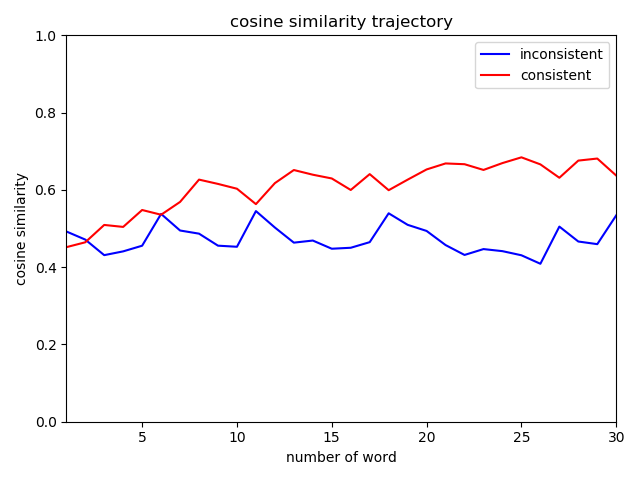 cosine similarity trajectory
inconsistent
consistent
cosine similarity
1.0
0.8
0.6
0.4
0.2
0.0
5
10
15
20
25
30
number of word